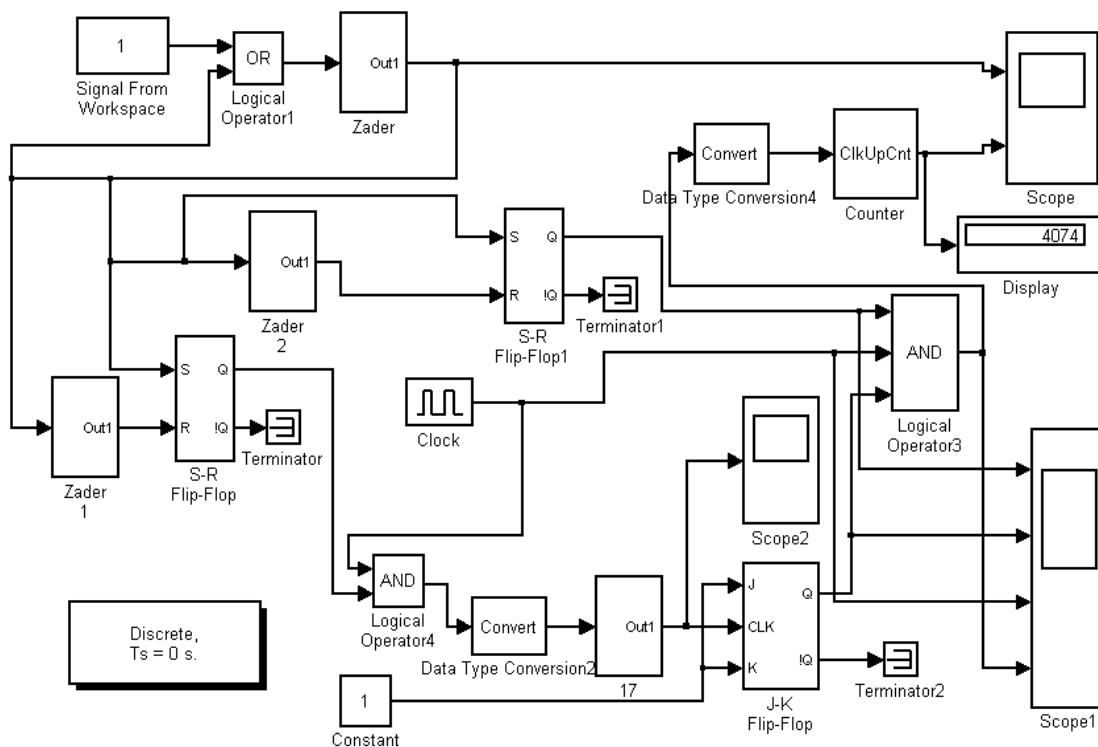 1
Signal From
Workspace
OR
Logical
Operator1
Out1
Zader
Convert
Data Type Conversion4
ClkUpCnt
Counter
Scope
4074
Display
Out1
Zader
2
S
Q
R
!Q
S-R
Flip-Flop1
Terminator1
AND
Logical
Operator3
S
Q
R
!Q
S-R
Flip-Flop
Terminator
Out1
Zader
1
Clock
Scope2
AND
Logical
Operator4
Convert
Data Type Conversion2
Out1
17
J
Q
CLK
K
!Q
J-K
Flip-Flop
Terminator2
Scope1
Discrete,
Ts = 0 s.
1
Constant